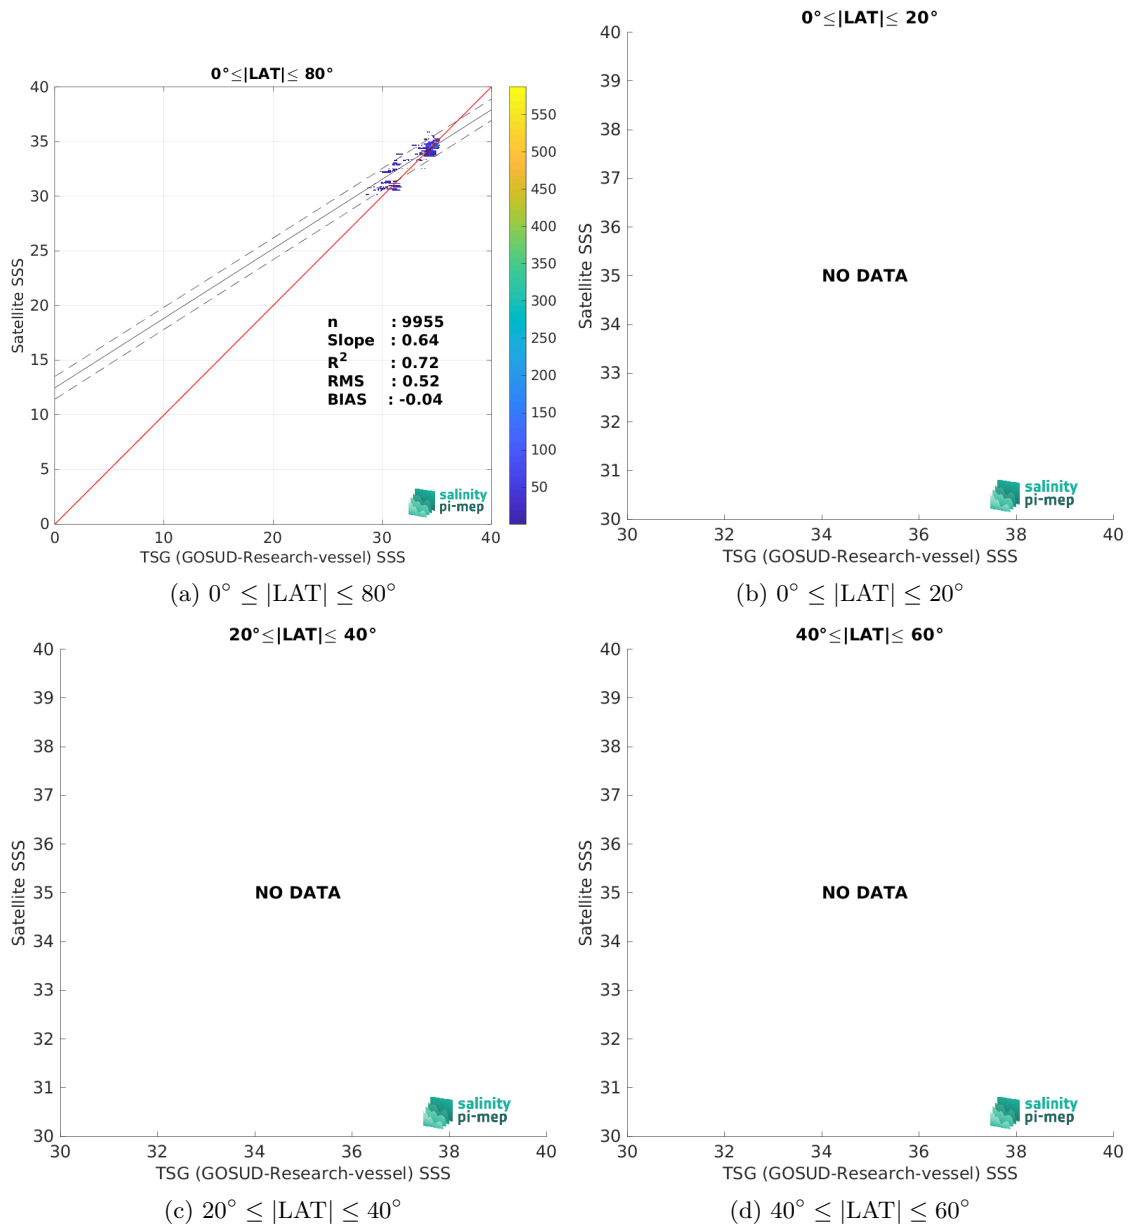 0°≤|LAT|≤ 80°
40
35
30
25
20
15
10
5
0
0 10 20 30 40
Satellite SSS
TSG (GOSUD-Research-vessel) SSS
n : 9955
Slope : 0.64
R² : 0.72
RMS : 0.52
BIAS : -0.04
salinity
pi-mep
550
500
450
400
350
300
250
200
150
100
50
(a) 0° ≤ |LAT| ≤ 80°
0°≤|LAT|≤ 20°
40
39
38
37
36
35
34
33
32
31
30
30 32 34 36 38 40
Satellite SSS
NO DATA
salinity
pi-mep
TSG (GOSUD-Research-vessel) SSS
(b) 0° ≤ |LAT| ≤ 20°
20°≤|LAT|≤ 40°
40
39
38
37
36
35
34
33
32
31
30
30 32 34 36 38 40
Satellite SSS
NO DATA
salinity
pi-mep
TSG (GOSUD-Research-vessel) SSS
(c) 20° ≤ |LAT| ≤ 40°
40°≤|LAT|≤ 60°
40
39
38
37
36
35
34
33
32
31
30
30 32 34 36 38 40
Satellite SSS
NO DATA
salinity
pi-mep
TSG (GOSUD-Research-vessel) SSS
(d) 40° ≤ |LAT| ≤ 60°